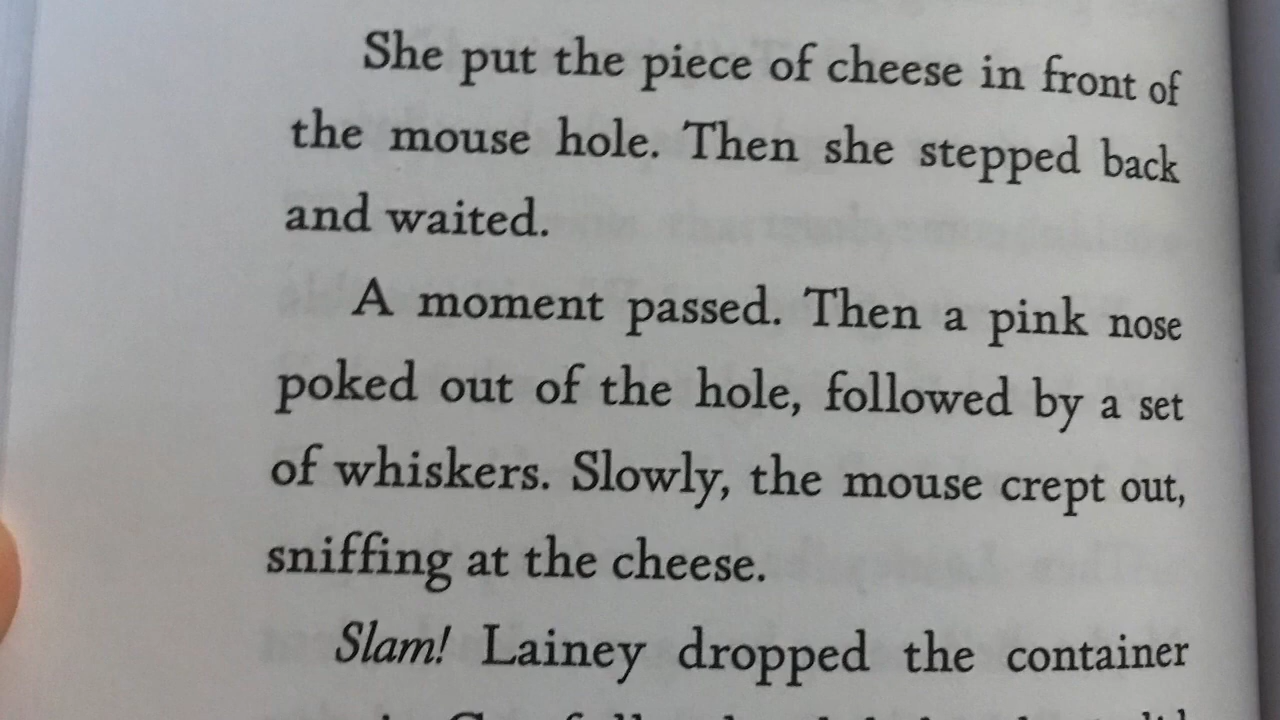 She put the piece of cheese in front of
the mouse hole. Then she stepped back
and waited.
A moment passed. Then a pink nose
poked out of the hole, followed by a set
of whiskers. Slowly, the mouse crept out,
sniffing at the cheese.
Slam! Lainey dropped the container